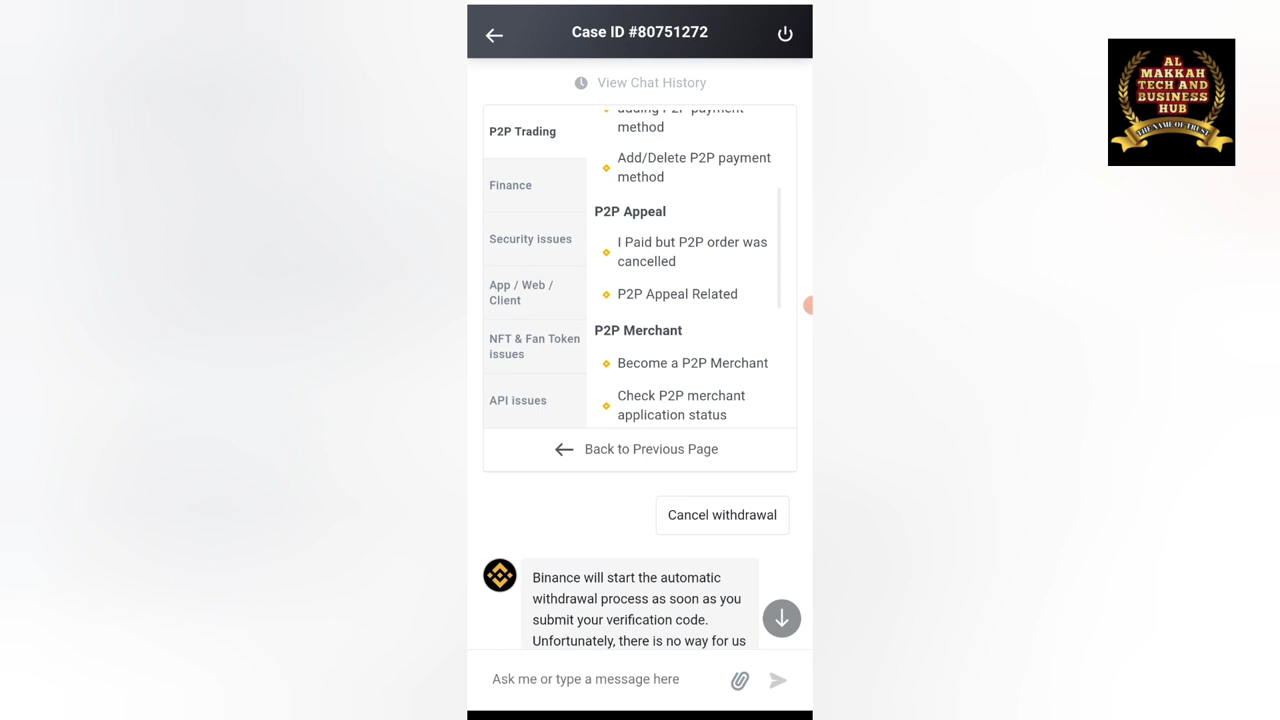 Case ID #80751272
View Chat History
P2P Trading
Finance
Security issues
App / Web /
Client
NFT & Fan Token
issues
API issues
adding P2P payment
method
Add/Delete P2P payment
method
P2P Appeal
I Paid but P2P order was
cancelled
P2P Appeal Related
P2P Merchant
Become a P2P Merchant
Check P2P merchant
application status
Back to Previous Page
Cancel withdrawal
Binance will start the automatic
withdrawal process as soon as you
submit your verification code.
Unfortunately, there is no way for us
Ask me or type a message here
AL
MAKKAH
TECH AND
BUSINESS
HUB
THE NAME OF TRUST